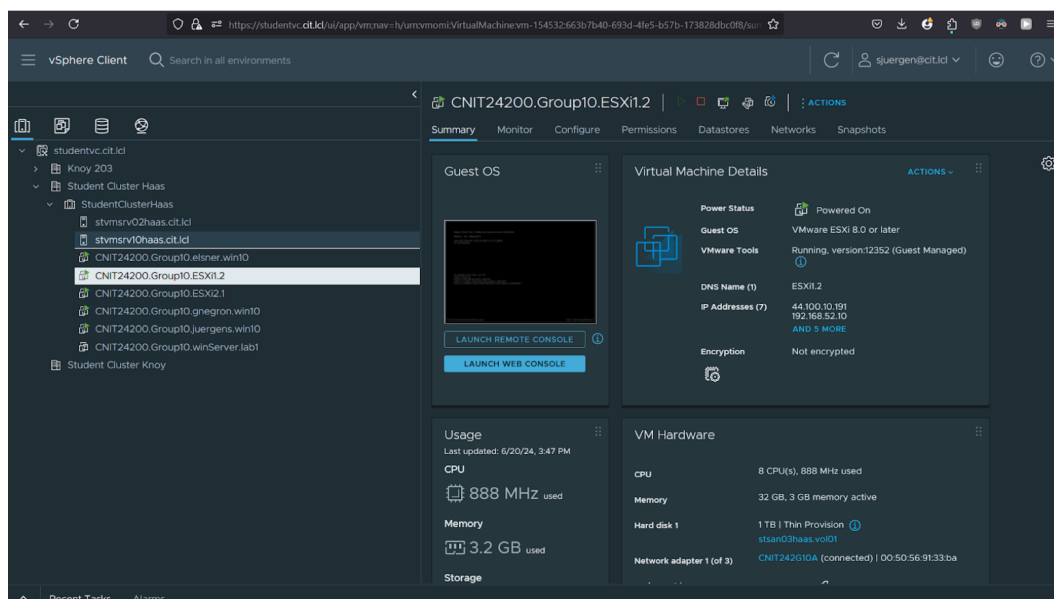 https://studentvc.cit.lcl/ui/app/vm;nav=h/urn:vmomi:VirtualMachine:vm-154532:663b7b40-693d-4fe5-b57b-173828dbc0f8/sur
vSphere Client
Search in all environments
sjuergen@cit.lcl
CNIT24200.Group10.ESXi1.2
ACTIONS
Summary Monitor Configure Permissions Datastores Networks Snapshots
studentvc.cit.lcl
Knoy 203
Student Cluster Haas
StudentClusterHaas
stvmsrv02haas.cit.lcl
stvmsrv10haas.cit.lcl
CNIT24200.Group10.elsner.win10
CNIT24200.Group10.ESXi1.2
CNIT24200.Group10.ESXi2.1
CNIT24200.Group10.gnegron.win10
CNIT24200.Group10.juergens.win10
CNIT24200.Group10.winServer.lab1
Student Cluster Knoy
Guest OS
LAUNCH REMOTE CONSOLE
LAUNCH WEB CONSOLE
Virtual Machine Details
ACTIONS
Power Status Powered On
Guest OS VMware ESXi 8.0 or later
VMware Tools Running, version:12352 (Guest Managed)
DNS Name (1) ESXi1.2
IP Addresses (7) 44.100.10.191
192.168.52.10
AND 5 MORE
Encryption Not encrypted
Usage
Last updated: 6/20/24, 3:47 PM
CPU
888 MHz used
Memory
3.2 GB used
Storage
VM Hardware
CPU 8 CPU(s), 888 MHz used
Memory 32 GB, 3 GB memory active
Hard disk 1 1 TB | Thin Provision
stsan03haas.vol01
Network adapter 1 (of 3) CNIT242G10A (connected) | 00:50:56:91:33:ba
Recent Tasks Alarms